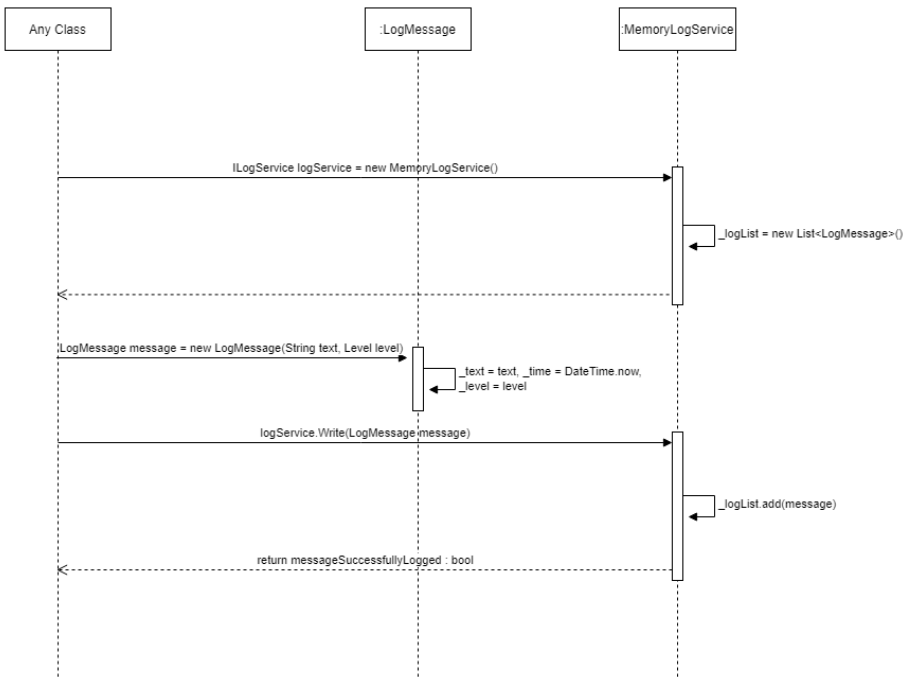 Any Class
:LogMessage
:MemoryLogService
ILogService logService = new MemoryLogService()
_logList = new List<LogMessage>()
LogMessage message = new LogMessage(String text, Level level)
_text = text, _time = DateTime.now,
_level = level
logService.Write(LogMessage message)
_logList.add(message)
return messageSuccessfullyLogged : bool